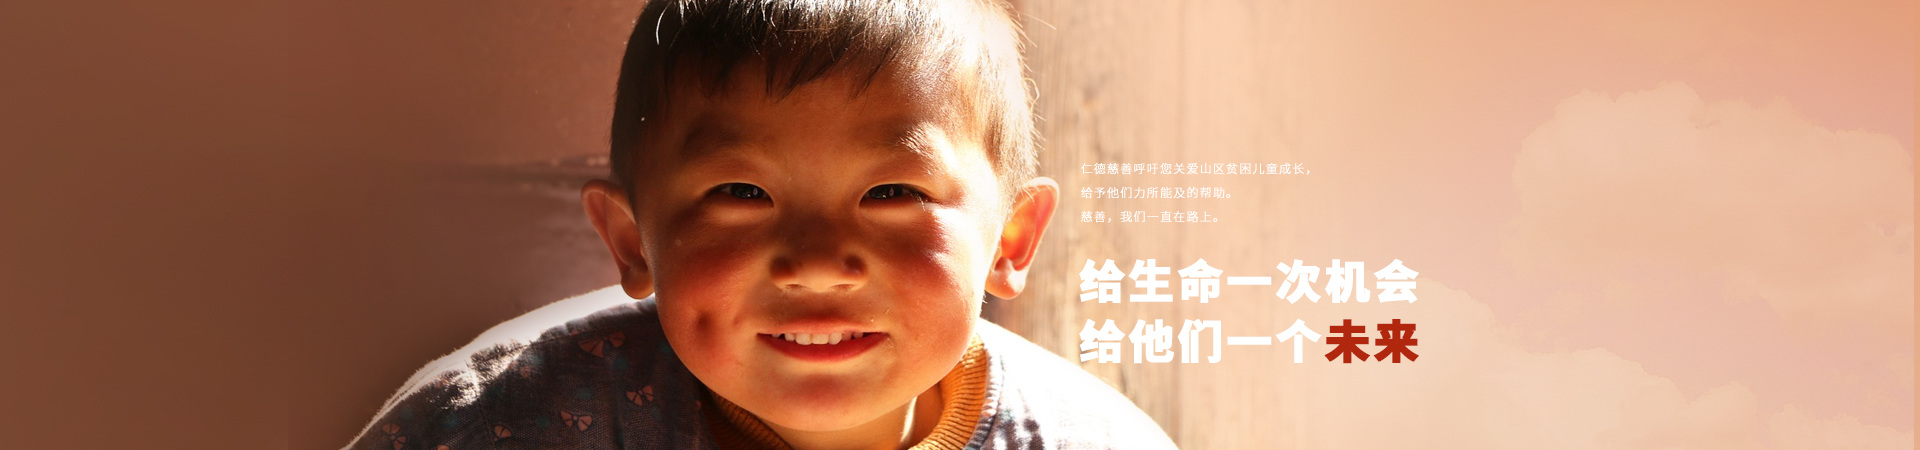 仁德慈善呼吁您关爱山区贫困儿童成长，
给予他们力所能及的帮助。
慈善，我们一直在路上。
给生命一次机会
给他们一个未来